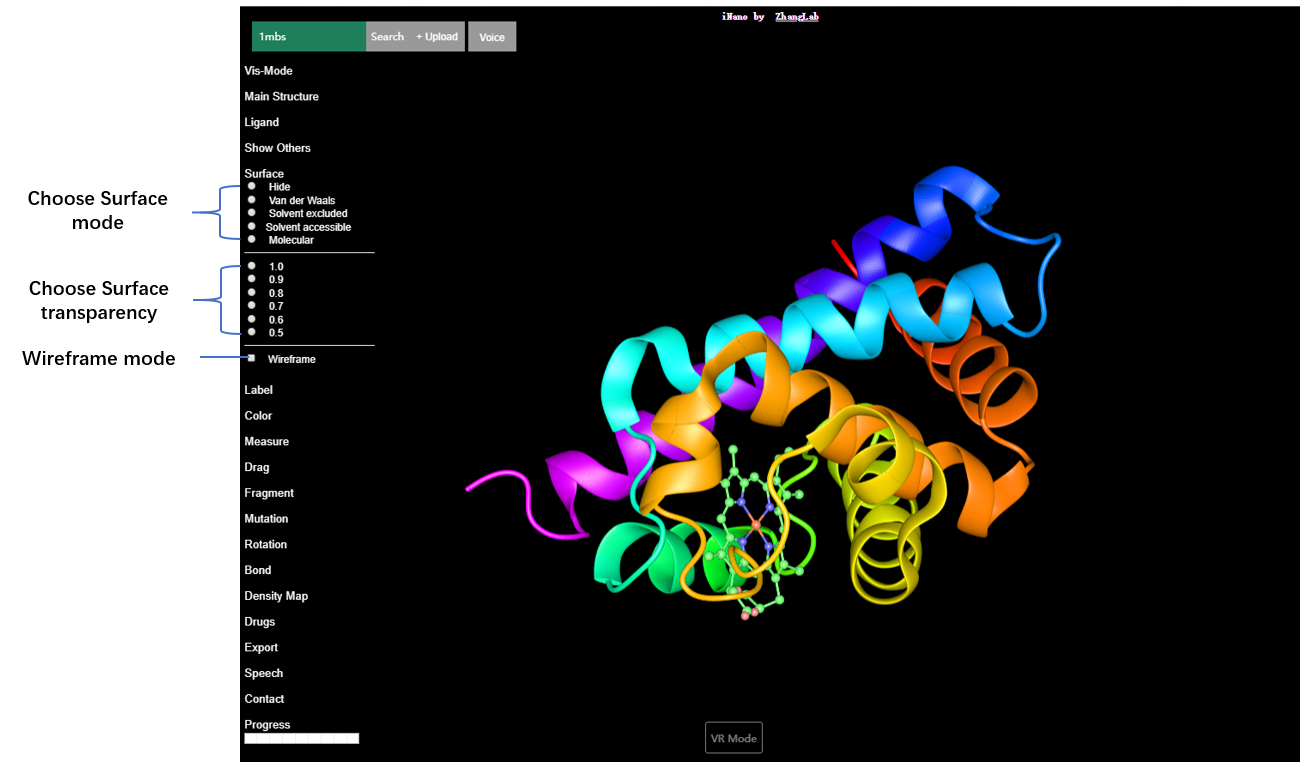 iNano by ZhangLab
1mbs Search + Upload Voice
Vis-Mode
Main Structure
Ligand
Show Others
Surface
Choose Surface
mode
Hide
Van der Waals
Solvent excluded
Solvent accessible
Molecular
Choose Surface
transparency
1.0
0.9
0.8
0.7
0.6
0.5
Wireframe mode
Wireframe
Label
Color
Measure
Drag
Fragment
Mutation
Rotation
Bond
Density Map
Drugs
Export
Speech
Contact
Progress
VR Mode